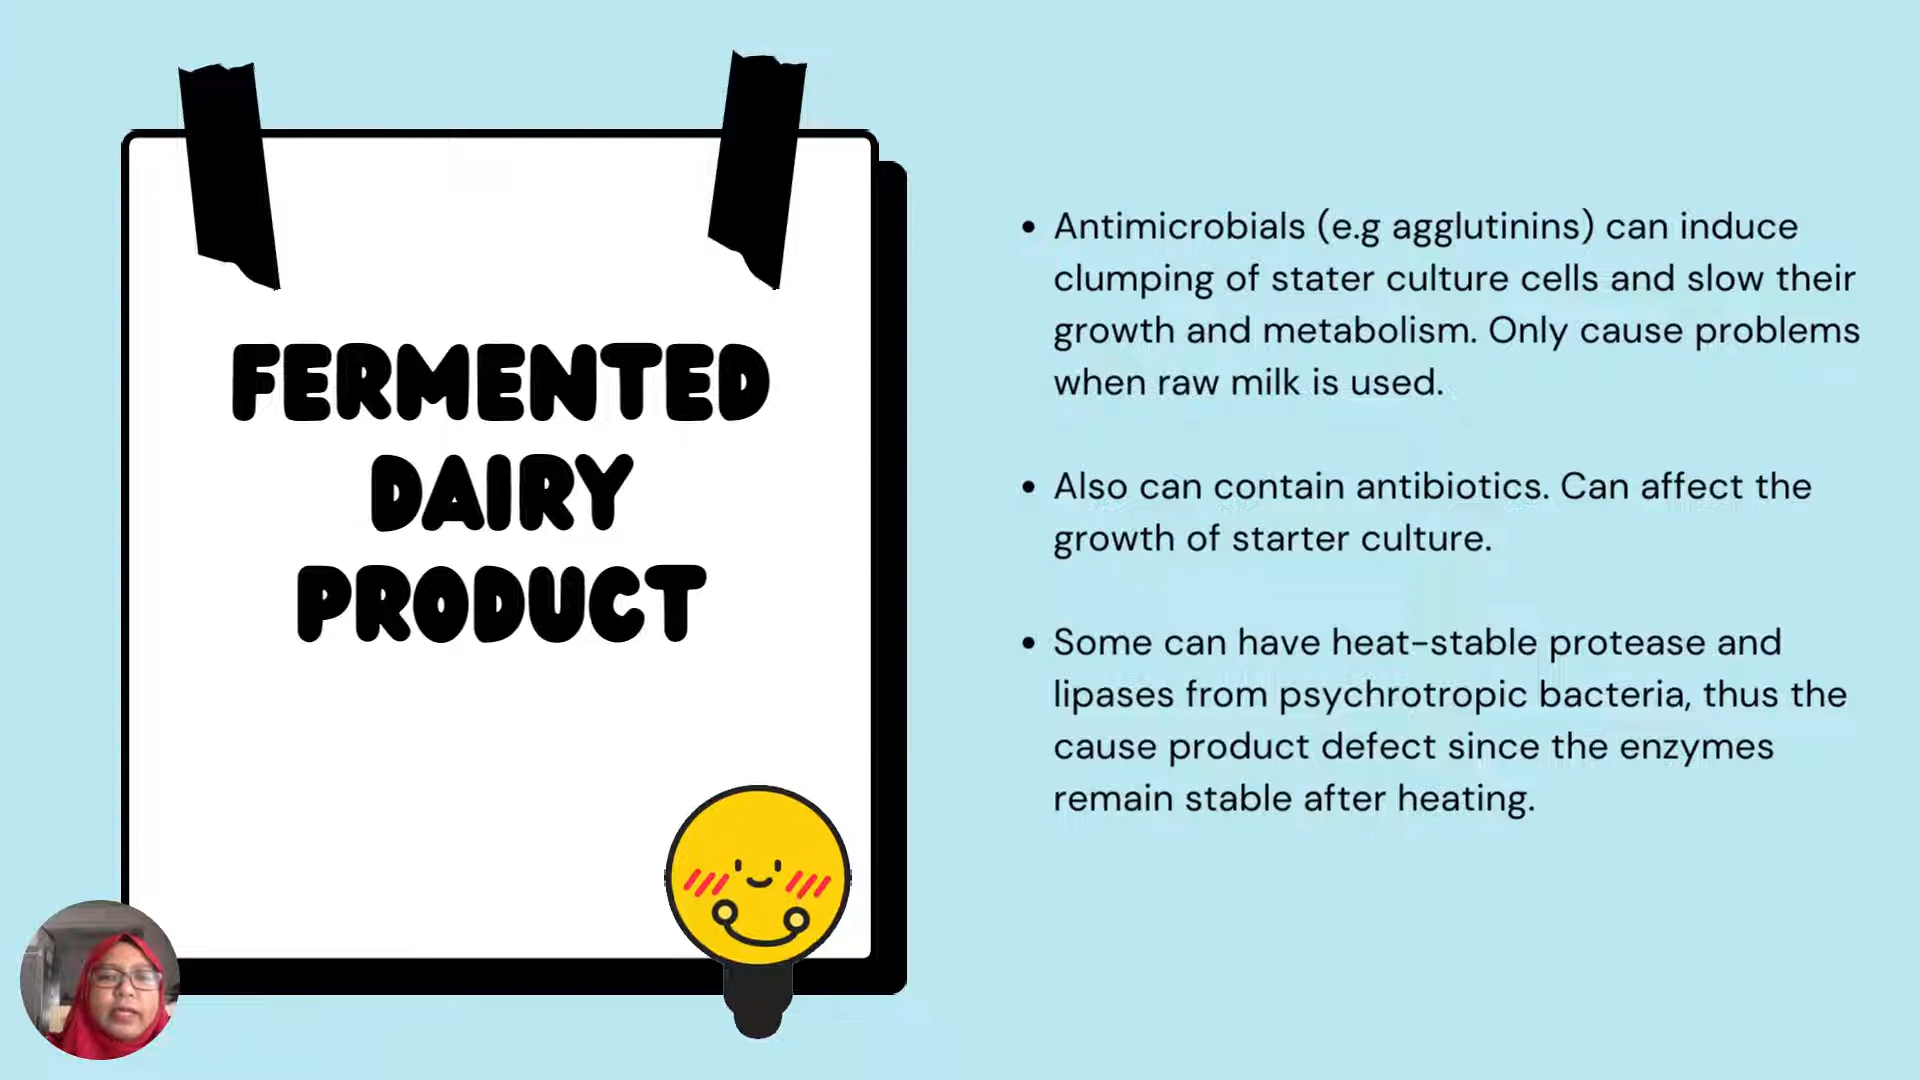 FERMENTED
DAIRY
PRODUCT
• Antimicrobials (e.g agglutinins) can induce
clumping of stater culture cells and slow their
growth and metabolism. Only cause problems
when raw milk is used.
• Also can contain antibiotics. Can affect the
growth of starter culture.
• Some can have heat-stable protease and
lipases from psychrotropic bacteria, thus the
cause product defect since the enzymes
remain stable after heating.